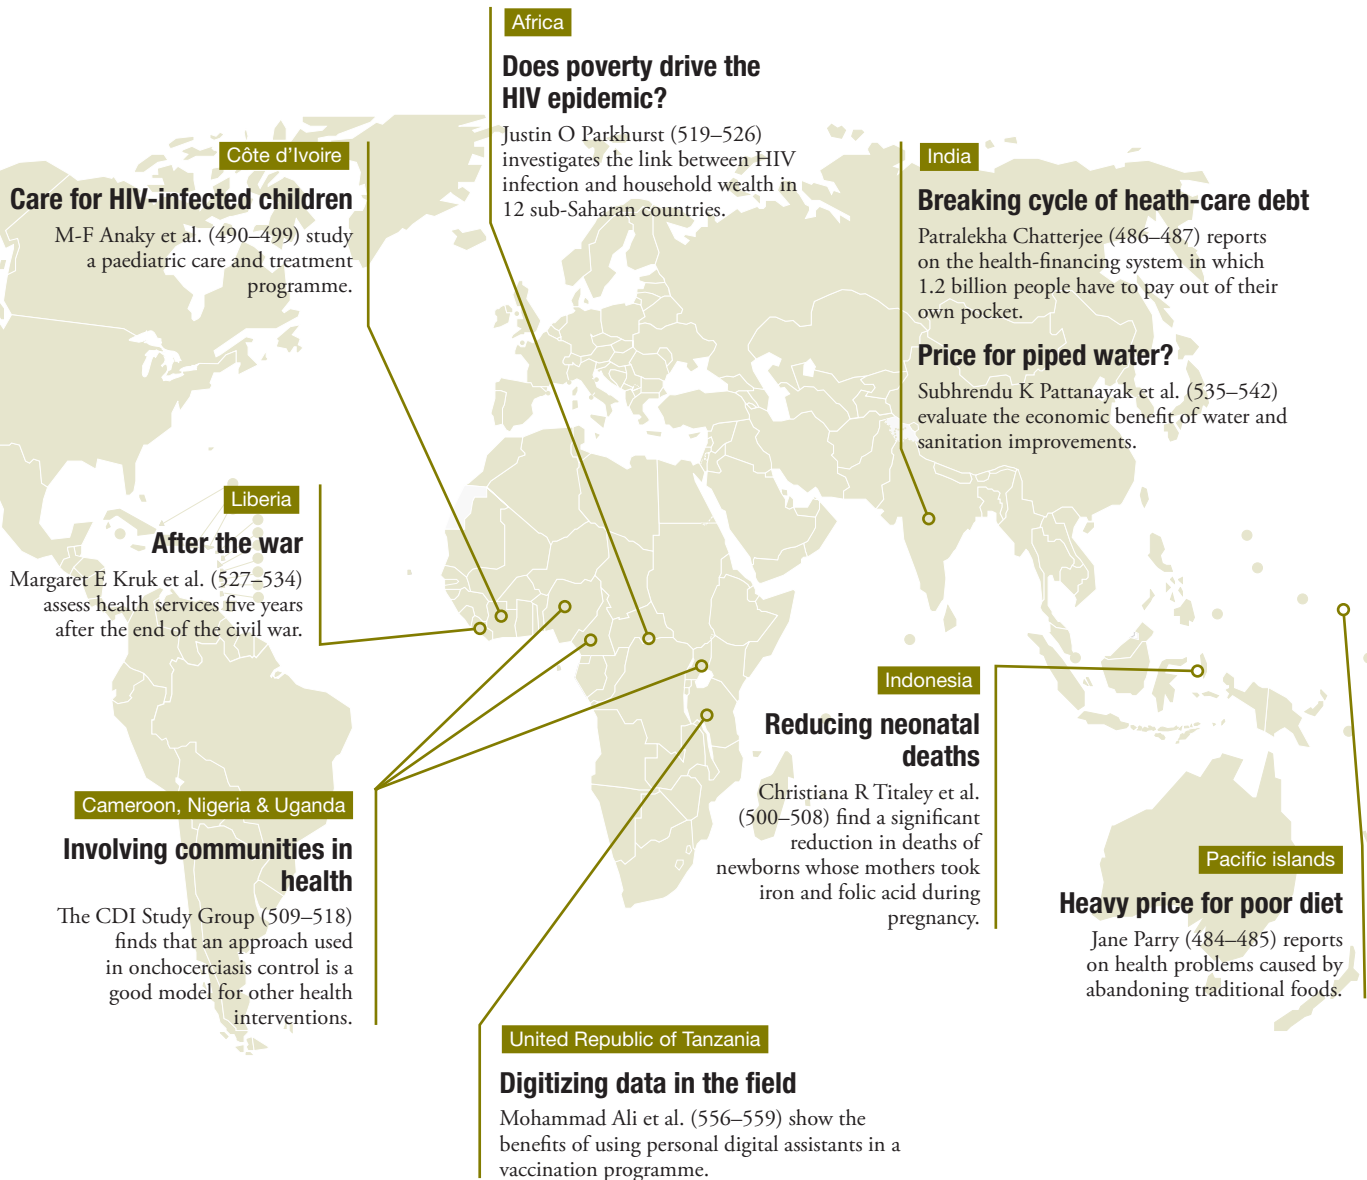 Africa
Does poverty drive the
HIV epidemic?
Justin O Parkhurst (519–526)
investigates the link between HIV
infection and household wealth in
12 sub-Saharan countries.
Côte d’Ivoire
Care for HIV-infected children
M-F Anaky et al. (490–499) study
a paediatric care and treatment
programme.
India
Breaking cycle of heath-care debt
Patralekha Chatterjee (486–487) reports
on the health-financing system in which
1.2 billion people have to pay out of their
own pocket.
Price for piped water?
Subhrendu K Pattanayak et al. (535–542)
evaluate the economic benefit of water and
sanitation improvements.
Liberia
After the war
Margaret E Kruk et al. (527–534)
assess health services five years
after the end of the civil war.
Indonesia
Reducing neonatal
deaths
Christiana R Titaley et al.
(500–508) find a significant
reduction in deaths of
newborns whose mothers took
iron and folic acid during
pregnancy.
Cameroon, Nigeria & Uganda
Involving communities in
health
The CDI Study Group (509–518)
finds that an approach used
in onchocerciasis control is a
good model for other health
interventions.
Pacific islands
Heavy price for poor diet
Jane Parry (484–485) reports
on health problems caused by
abandoning traditional foods.
United Republic of Tanzania
Digitizing data in the field
Mohammad Ali et al. (556–559) show the
benefits of using personal digital assistants in a
vaccination programme.